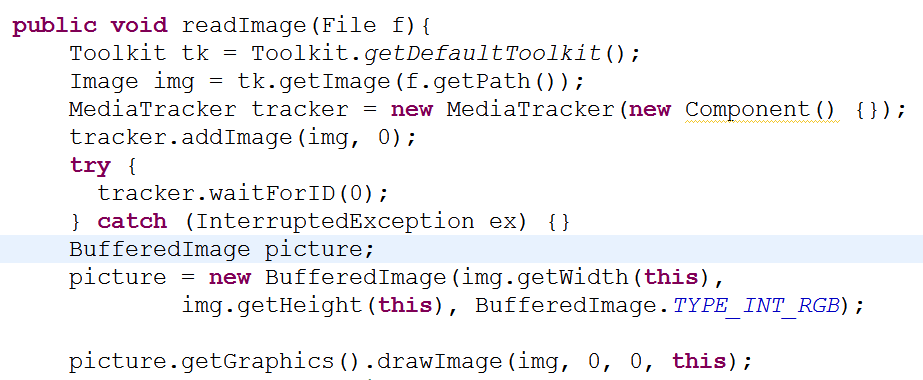 public void readImage(File f){
Toolkit tk = Toolkit.getDefaultToolkit();
Image img = tk.getImage(f.getPath());
MediaTracker tracker = new MediaTracker(new Component() {});
tracker.addImage(img, 0);
try {
tracker.waitForID(0);
} catch (InterruptedException ex) {}
BufferedImage picture;
picture = new BufferedImage(img.getWidth(this),
img.getHeight(this), BufferedImage.TYPE_INT_RGB);
picture.getGraphics().drawImage(img, 0, 0, this);